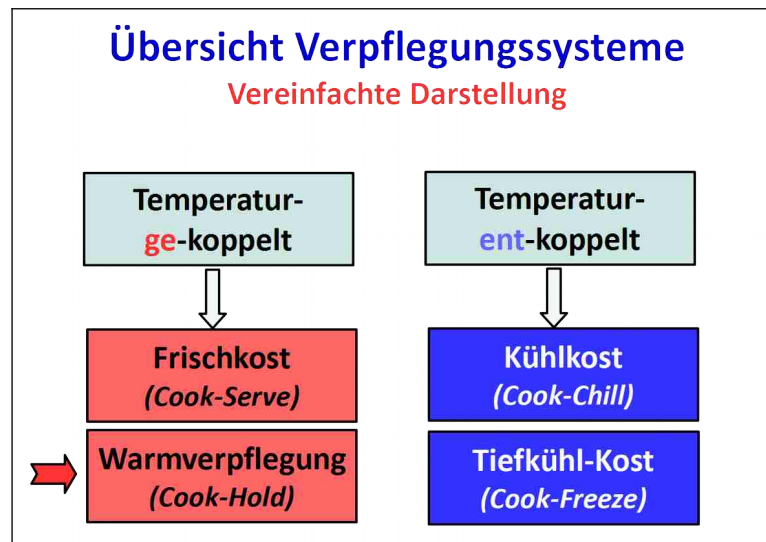 Übersicht Verpflegungssysteme
Vereinfachte Darstellung
Temperatur-
ge-koppelt
Temperatur-
ent-koppelt
Frischkost
(Cook-Serve)
Kühlkost
(Cook-Chill)
Warmverpflegung
(Cook-Hold)
Tiefkühl-Kost
(Cook-Freeze)